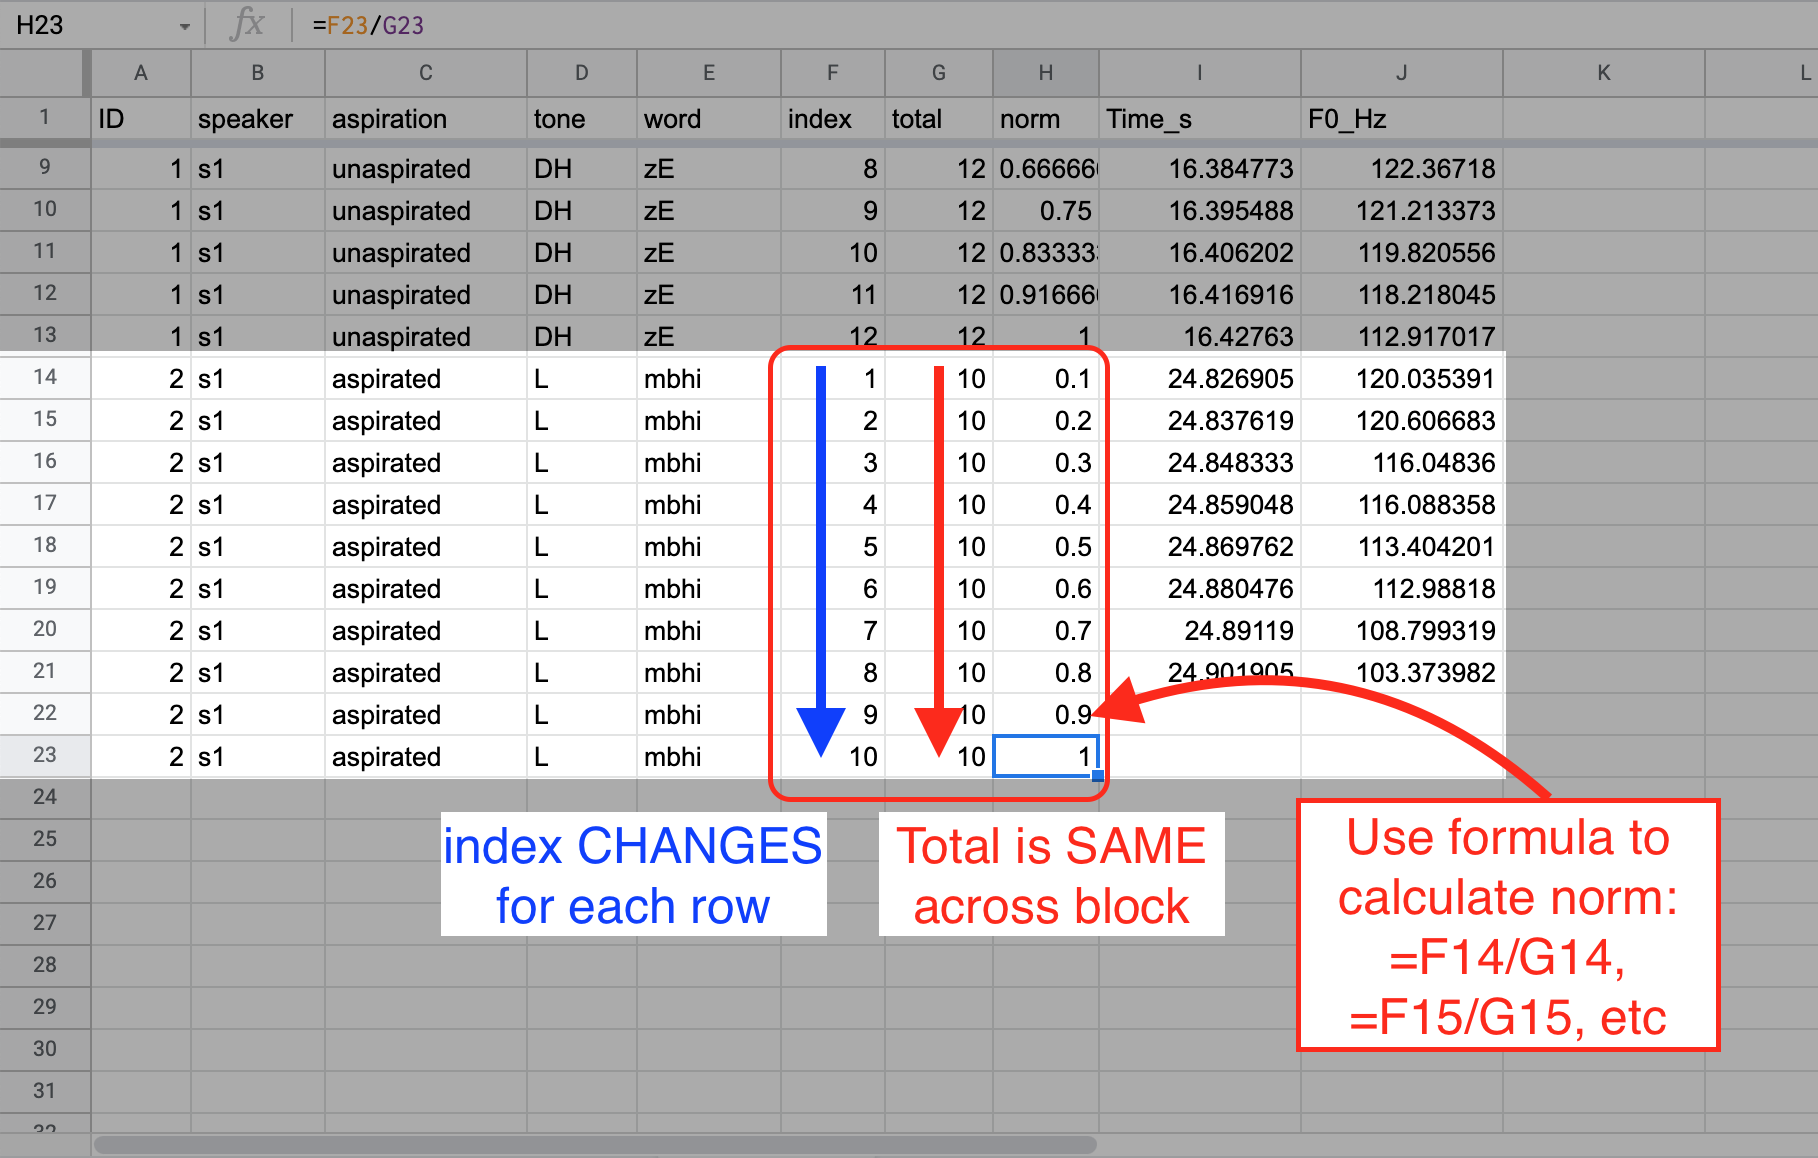 H23 fx =F23/G23
A B C D E F G H I J K L
1 ID speaker aspiration tone word index total norm Time_s F0_Hz
9 1 s1 unaspirated DH zE 8 12 0.66666 16.384773 122.36718
10 1 s1 unaspirated DH zE 9 12 0.75 16.395488 121.213373
11 1 s1 unaspirated DH zE 10 12 0.83333 16.406202 119.820556
12 1 s1 unaspirated DH zE 11 12 0.91666 16.416916 118.218045
13 1 s1 unaspirated DH zE 12 12 1 16.42763 112.917017
14 2 s1 aspirated L mbhi 1 10 0.1 24.826905 120.035391
15 2 s1 aspirated L mbhi 2 10 0.2 24.837619 120.606683
16 2 s1 aspirated L mbhi 3 10 0.3 24.848333 116.04836
17 2 s1 aspirated L mbhi 4 10 0.4 24.859048 116.088358
18 2 s1 aspirated L mbhi 5 10 0.5 24.869762 113.404201
19 2 s1 aspirated L mbhi 6 10 0.6 24.880476 112.98818
20 2 s1 aspirated L mbhi 7 10 0.7 24.89119 108.799319
21 2 s1 aspirated L mbhi 8 10 0.8 24.901905 103.373982
22 2 s1 aspirated L mbhi 9 10 0.9
23 2 s1 aspirated L mbhi 10 10 1
24
25
26
27
28
29
30
31
32
index CHANGES
for each row
Total is SAME
across block
Use formula to
calculate norm:
=F14/G14,
=F15/G15, etc